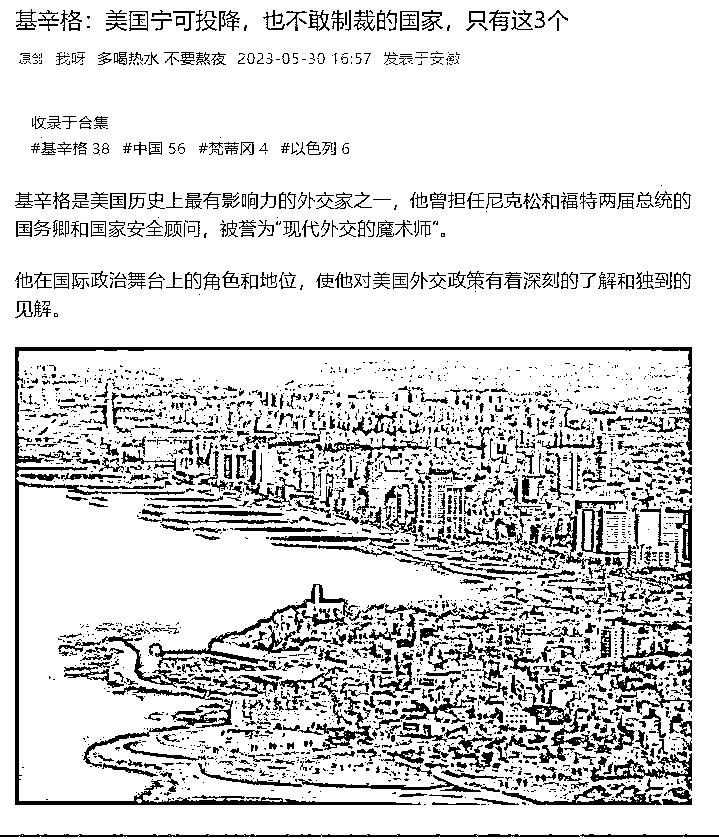 基辛格：美国宁可投降，也不敢制裁的国家，只有这3个
原创 我呀 多喝热水 不要熬夜 2023-05-30 16:57 发表于安徽
收录于合集
#基辛格 38 #中国 56 #梵蒂冈 4 #以色列 6
基辛格是美国历史上最有影响力的外交家之一，他曾担任尼克松和福特两届总统的
国务卿和国家安全顾问，被誉为“现代外交的魔术师”。
他在国际政治舞台上的角色和地位，使他对美国外交政策有着深刻的了解和独到的
见解。